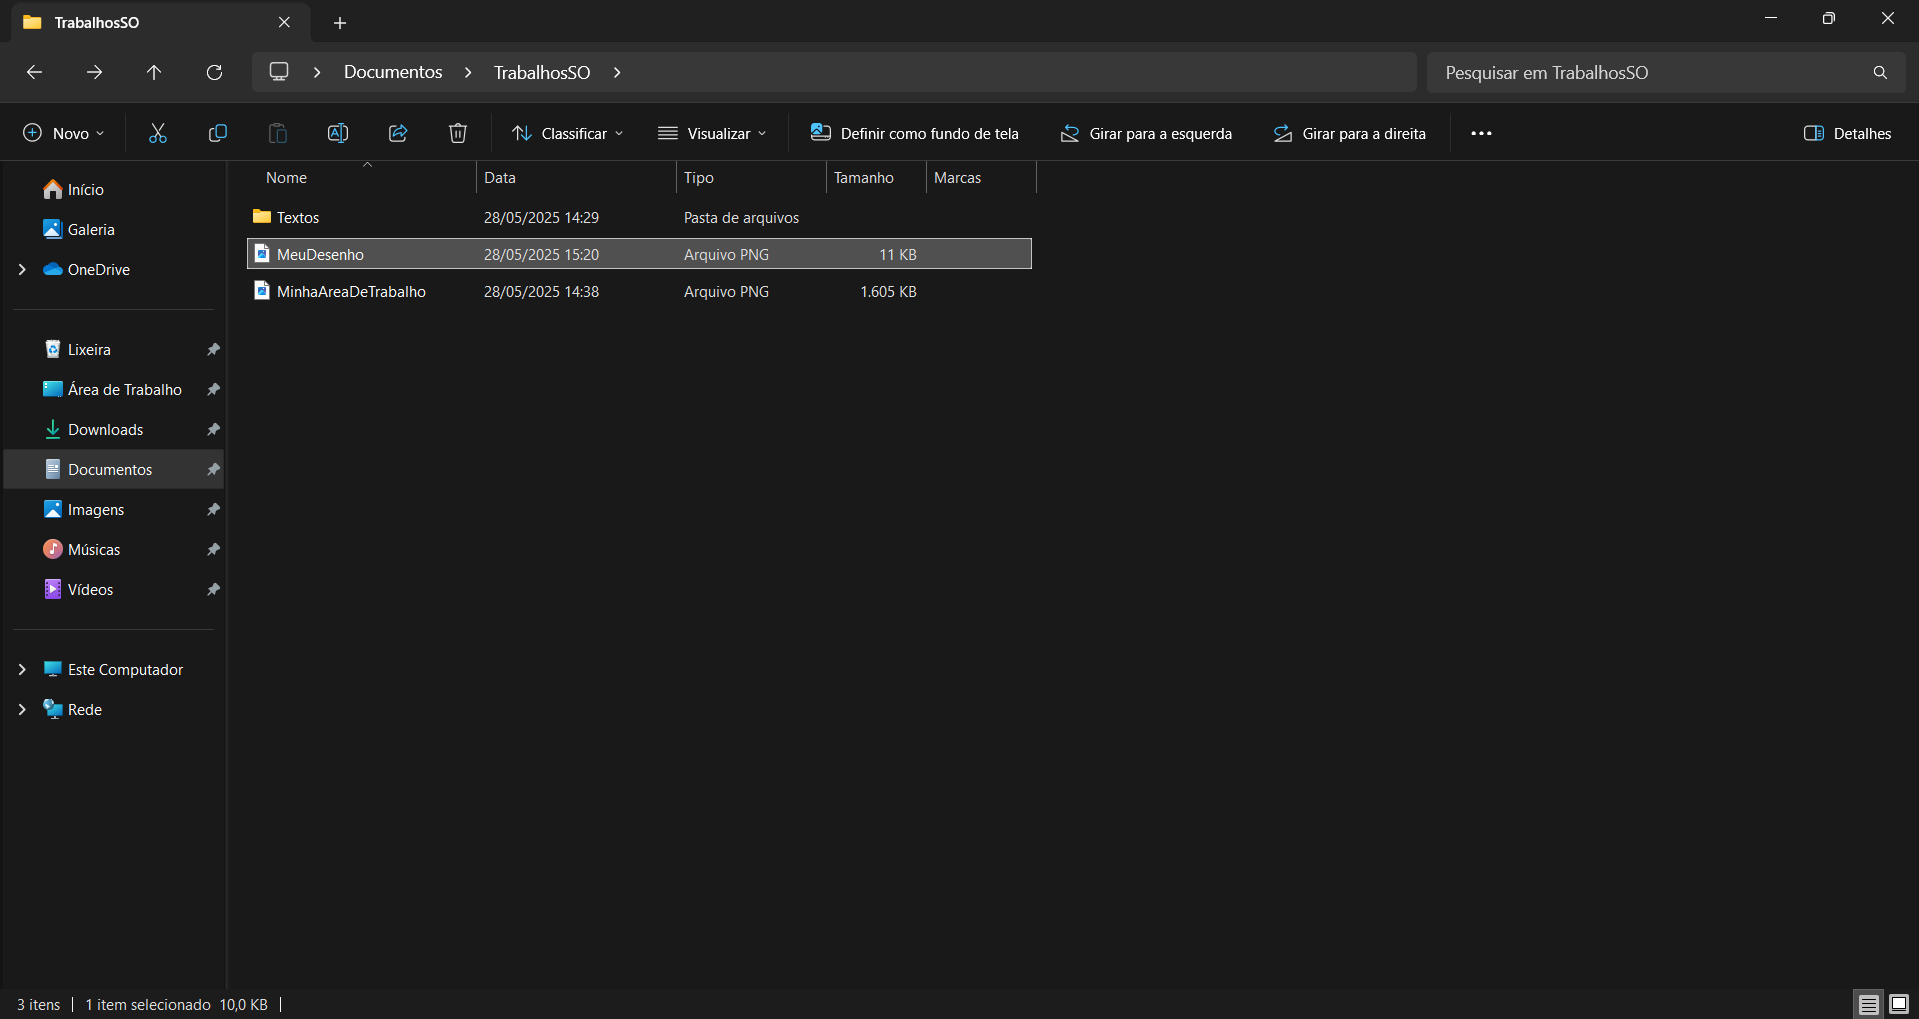 TrabalhosSO
Documentos TrabalhosSO
Pesquisar em TrabalhosSO
Novo Classificar Visualizar Definir como fundo de tela Girar para a esquerda Girar para a direita Detalhes
Início
Galeria
OneDrive
Lixeira
Área de Trabalho
Downloads
Documentos
Imagens
Músicas
Vídeos
Este Computador
Rede
Nome Data Tipo Tamanho Marcas
Textos 28/05/2025 14:29 Pasta de arquivos
MeuDesenho 28/05/2025 15:20 Arquivo PNG 11 KB
MinhaAreaDeTrabalho 28/05/2025 14:38 Arquivo PNG 1.605 KB
3 itens 1 item selecionado 10,0 KB